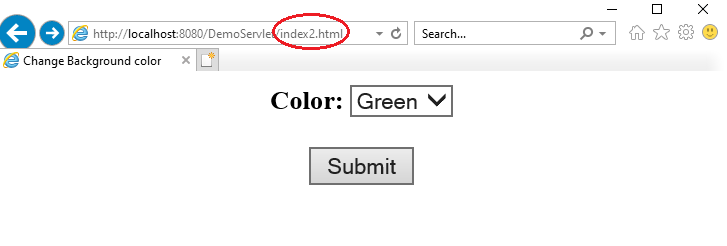 http://localhost:8080/DemoServlet/index2.html
Search...
Change Background color
Color: Green
Submit